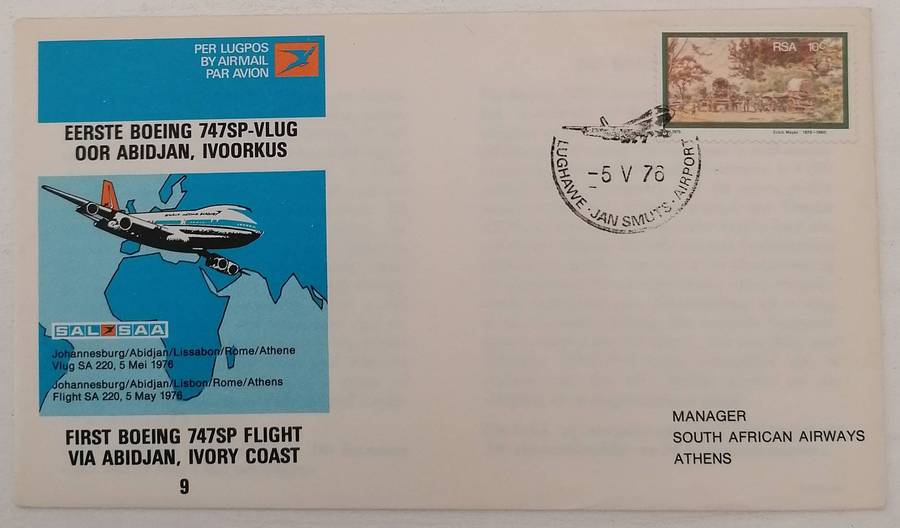 PER LUGPOS
BY AIRMAIL
PAR AVION
EERSTE BOEING 747SP-VLUG
OOR ABIDJAN, IVOORKUS
SAL SAA
Johannesburg/Abidjan/Lissabon/Rome/Athene
Vlug SA 220, 5 Mei 1976
Johannesburg/Abidjan/Lisbon/Rome/Athens
Flight SA 220, 5 May 1976
FIRST BOEING 747SP FLIGHT
VIA ABIDJAN, IVORY COAST
9
RSA 10c
LUGHAWE · JAN SMUTS · AIRPORT
-5 V 76
MANAGER
SOUTH AFRICAN AIRWAYS
ATHENS